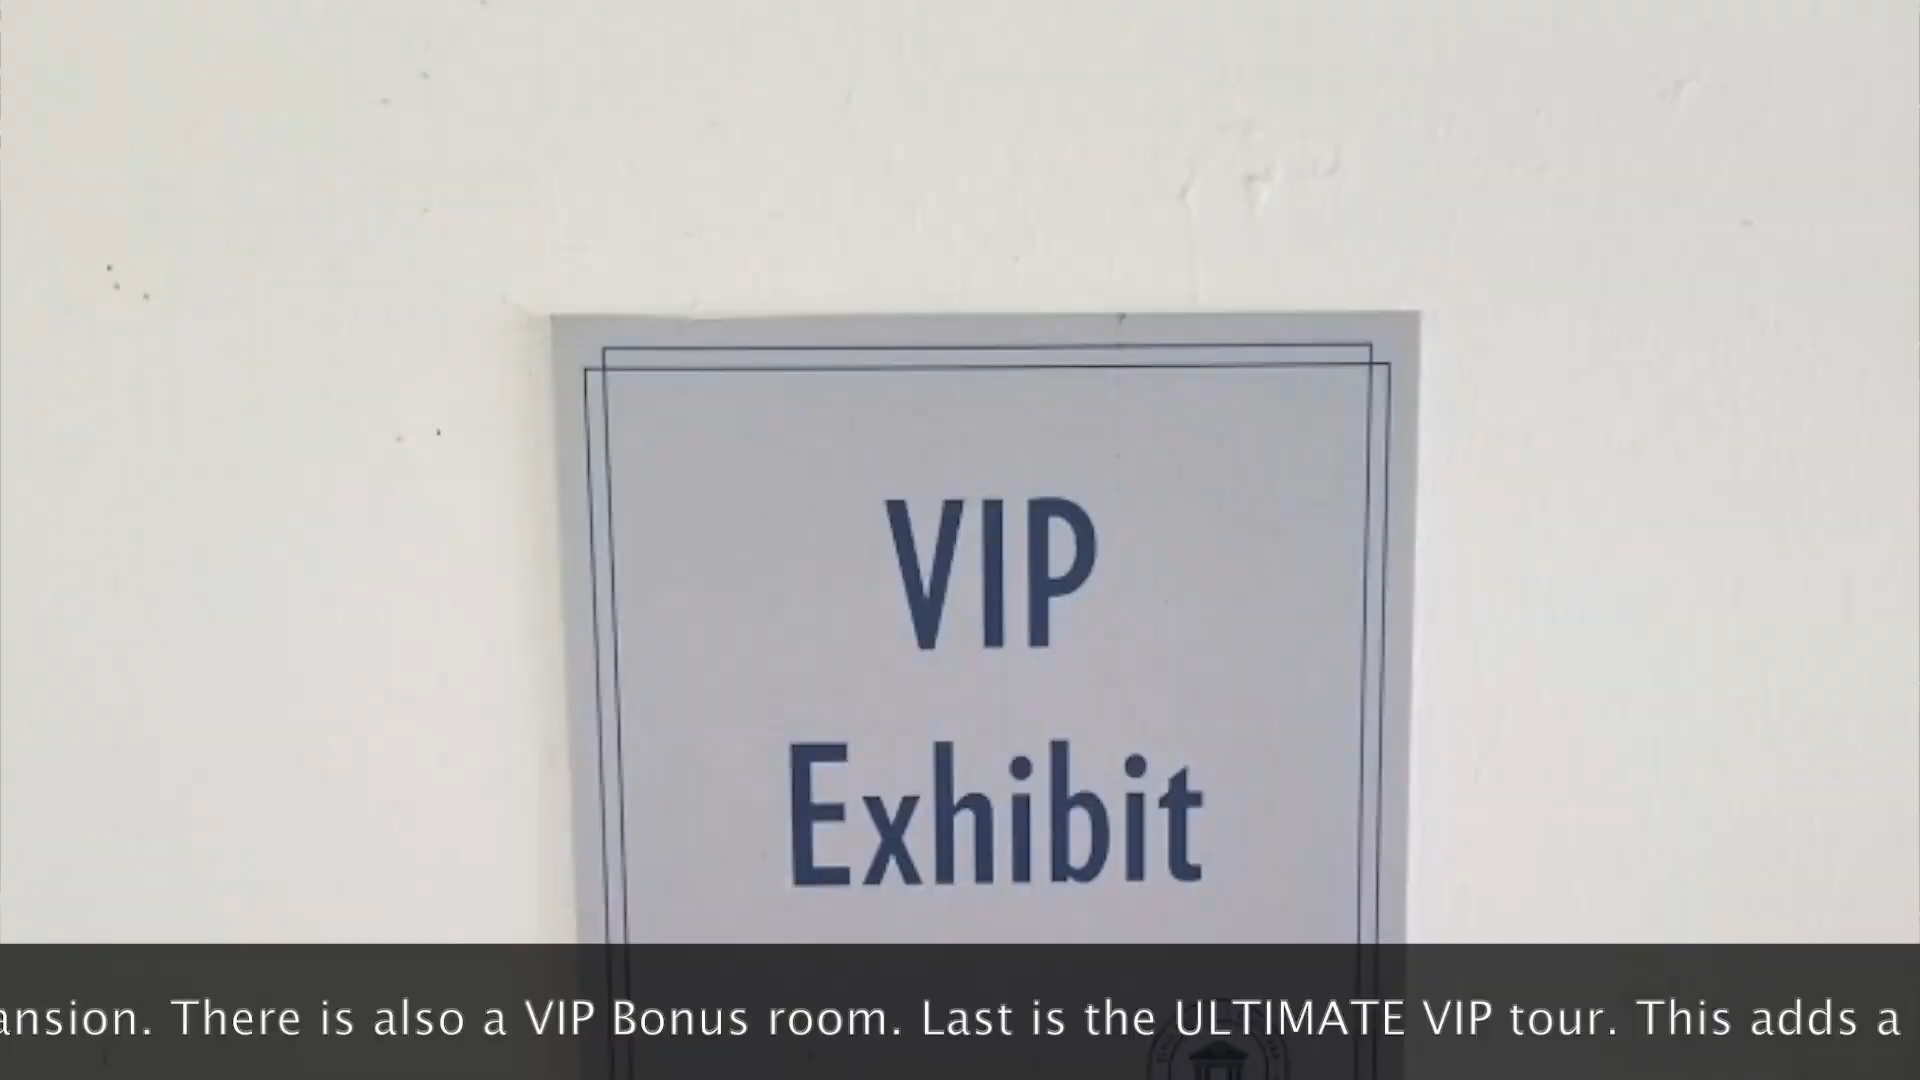 VIP
Exhibit
ansion. There is also a VIP Bonus room. Last is the ULTIMATE VIP tour. This adds a